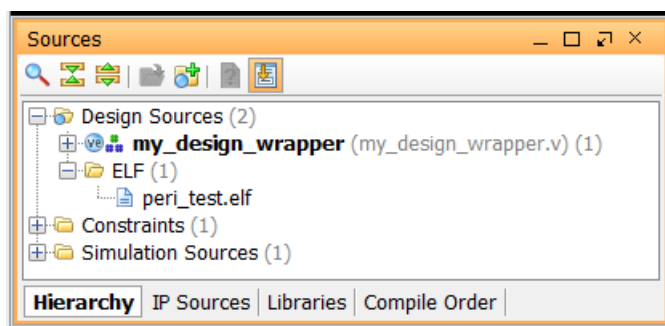 Sources
Design Sources (2)
my_design_wrapper (my_design_wrapper.v) (1)
ELF (1)
peri_test.elf
Constraints (1)
Simulation Sources (1)
Hierarchy IP Sources Libraries Compile Order